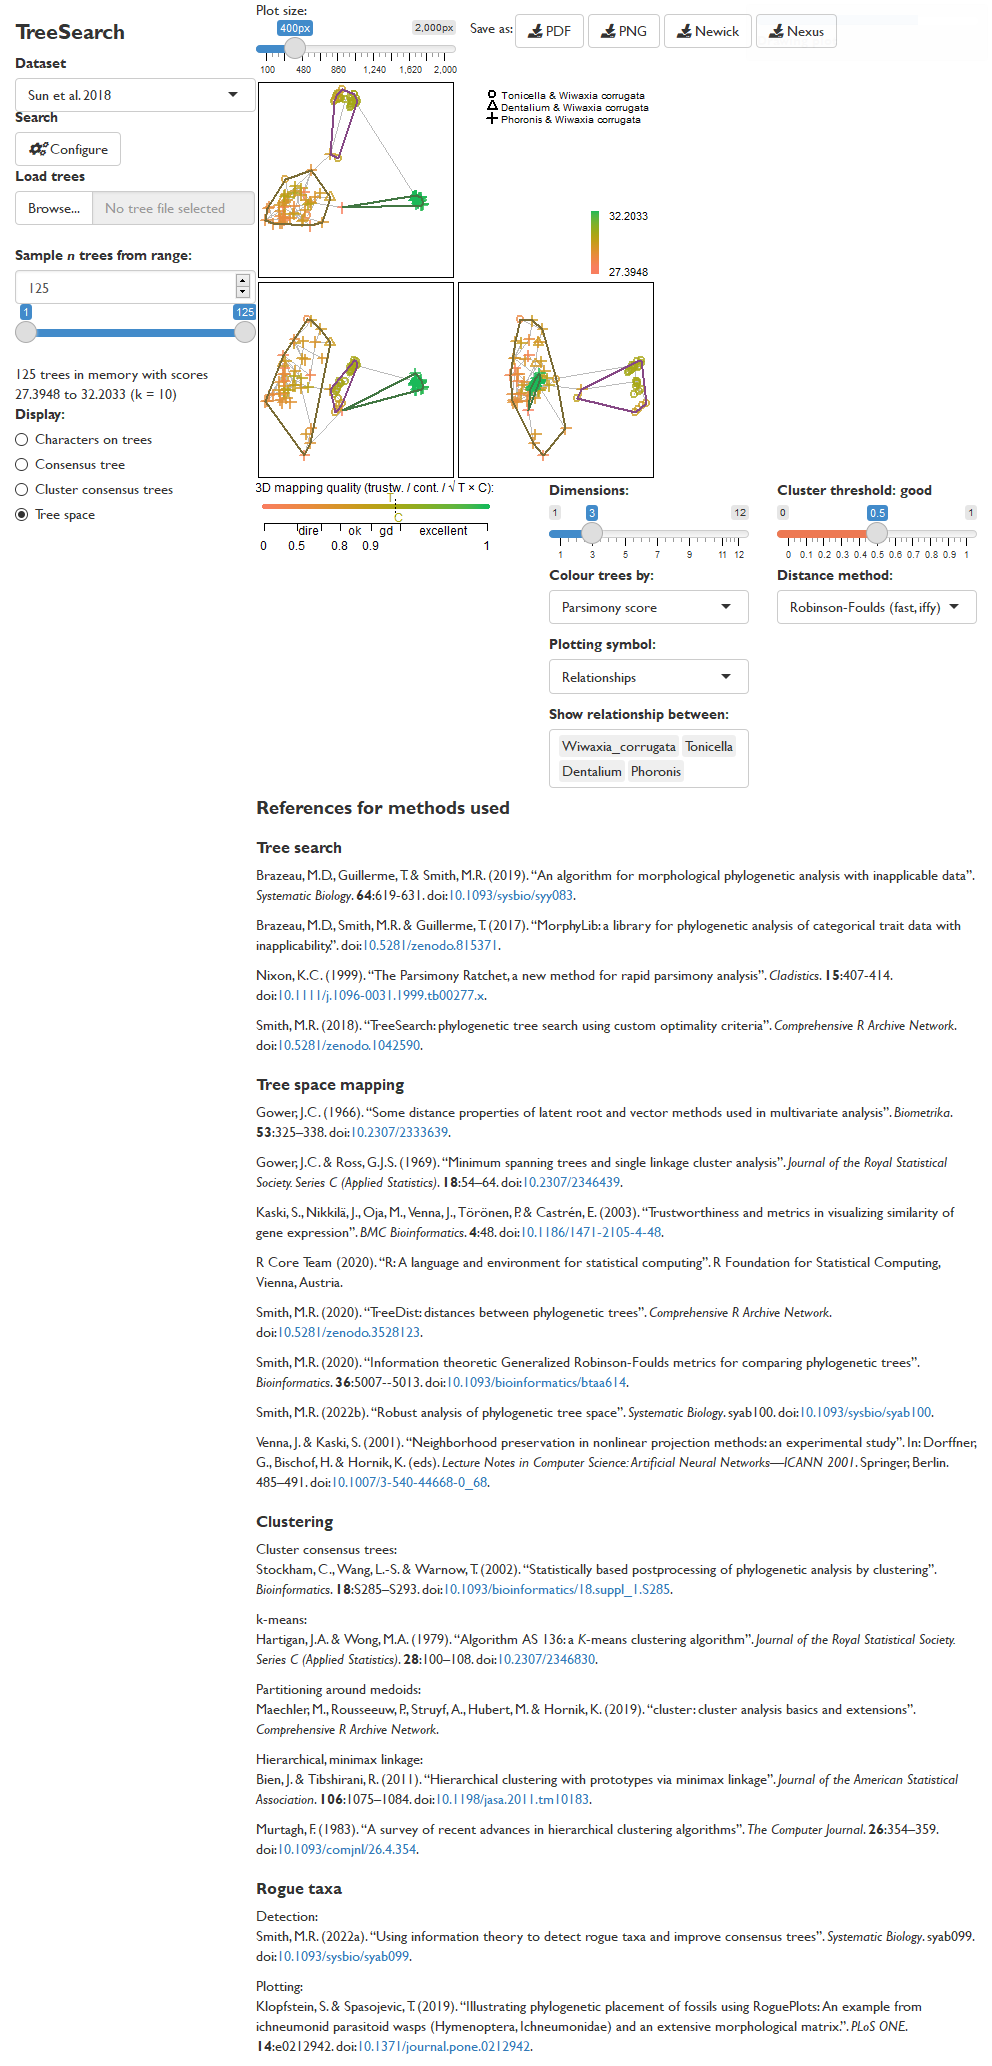 TreeSearch
Dataset
Sun et al. 2018
Search
Configure
Load trees
Browse... No tree file selected
Sample n trees from range:
125
1 125
125 trees in memory with scores
27.3948 to 32.2033 (k = 10)
Display:
Characters on trees
Consensus tree
Cluster consensus trees
Tree space
Plot size:
400px 2,000px
100 480 860 1,240 1,620 2,000
Save as: PDF PNG Newick Nexus
Tonicella & Wiwaxia corrugata
Dentalium & Wiwaxia corrugata
Phoronis & Wiwaxia corrugata
32.2033
27.3948
3D mapping quality (trustw. / cont. / √ T × C):
T
C
dire ok gd excellent
0 0.5 0.8 0.9 1
Dimensions:
1 3 12
1 3 5 7 9 11 12
Colour trees by:
Parsimony score
Plotting symbol:
Relationships
Show relationship between:
Wiwaxia_corrugata Tonicella
Dentalium Phoronis
Cluster threshold: good
0 0.5 1
0 0.1 0.2 0.3 0.4 0.5 0.6 0.7 0.8 0.9 1
Distance method:
Robinson-Foulds (fast, iffy)
References for methods used
Tree search
Brazeau, M.D., Guillerme, T. & Smith, M.R. (2019). “An algorithm for morphological phylogenetic analysis with inapplicable data”.
Systematic Biology. 64:619-631. doi:10.1093/sysbio/syy083.
Brazeau, M.D., Smith, M.R. & Guillerme, T. (2017). “MorphyLib: a library for phylogenetic analysis of categorical trait data with
inapplicability.”. doi:10.5281/zenodo.815371.
Nixon, K.C. (1999). “The Parsimony Ratchet, a new method for rapid parsimony analysis”. Cladistics. 15:407-414.
doi:10.1111/j.1096-0031.1999.tb00277.x.
Smith, M.R. (2018). “TreeSearch: phylogenetic tree search using custom optimality criteria”. Comprehensive R Archive Network.
doi:10.5281/zenodo.1042590.
Tree space mapping
Gower, J.C. (1966). “Some distance properties of latent root and vector methods used in multivariate analysis”. Biometrika.
53:325–338. doi:10.2307/2333639.
Gower, J.C. & Ross, G.J.S. (1969). “Minimum spanning trees and single linkage cluster analysis”. Journal of the Royal Statistical
Society. Series C (Applied Statistics). 18:54–64. doi:10.2307/2346439.
Kaski, S., Nikkilä, J., Oja, M., Venna, J., Törönen, P. & Castrén, E. (2003). “Trustworthiness and metrics in visualizing similarity of
gene expression”. BMC Bioinformatics. 4:48. doi:10.1186/1471-2105-4-48.
R Core Team (2020). “R: A language and environment for statistical computing”. R Foundation for Statistical Computing,
Vienna, Austria.
Smith, M.R. (2020). “TreeDist: distances between phylogenetic trees”. Comprehensive R Archive Network.
doi:10.5281/zenodo.3528123.
Smith, M.R. (2020). “Information theoretic Generalized Robinson-Foulds metrics for comparing phylogenetic trees”.
Bioinformatics. 36:5007--5013. doi:10.1093/bioinformatics/btaa614.
Smith, M.R. (2022b). “Robust analysis of phylogenetic tree space”. Systematic Biology. syab100. doi:10.1093/sysbio/syab100.
Venna, J. & Kaski, S. (2001). “Neighborhood preservation in nonlinear projection methods: an experimental study”. In: Dorffner,
G., Bischof, H. & Hornik, K. (eds). Lecture Notes in Computer Science: Artificial Neural Networks—ICANN 2001. Springer, Berlin.
485–491. doi:10.1007/3-540-44668-0_68.
Clustering
Cluster consensus trees:
Stockham, C., Wang, L.-S. & Warnow, T. (2002). “Statistically based postprocessing of phylogenetic analysis by clustering”.
Bioinformatics. 18:S285–S293. doi:10.1093/bioinformatics/18.suppl_1.S285.
k-means:
Hartigan, J.A. & Wong, M.A. (1979). “Algorithm AS 136: a K-means clustering algorithm”. Journal of the Royal Statistical Society.
Series C (Applied Statistics). 28:100–108. doi:10.2307/2346830.
Partitioning around medoids:
Maechler, M., Rousseeuw, P., Struyf, A., Hubert, M. & Hornik, K. (2019). “cluster: cluster analysis basics and extensions”.
Comprehensive R Archive Network.
Hierarchical, minimax linkage:
Bien, J. & Tibshirani, R. (2011). “Hierarchical clustering with prototypes via minimax linkage”. Journal of the American Statistical
Association. 106:1075–1084. doi:10.1198/jasa.2011.tm10183.
Murtagh, F. (1983). “A survey of recent advances in hierarchical clustering algorithms”. The Computer Journal. 26:354–359.
doi:10.1093/comjnl/26.4.354.
Rogue taxa
Detection:
Smith, M.R. (2022a). “Using information theory to detect rogue taxa and improve consensus trees”. Systematic Biology. syab099.
doi:10.1093/sysbio/syab099.
Plotting:
Klopfstein, S. & Spasojevic, T. (2019). “Illustrating phylogenetic placement of fossils using RoguePlots: An example from
ichneumonid parasitoid wasps (Hymenoptera, Ichneumonidae) and an extensive morphological matrix.”. PLoS ONE.
14:e0212942. doi:10.1371/journal.pone.0212942.